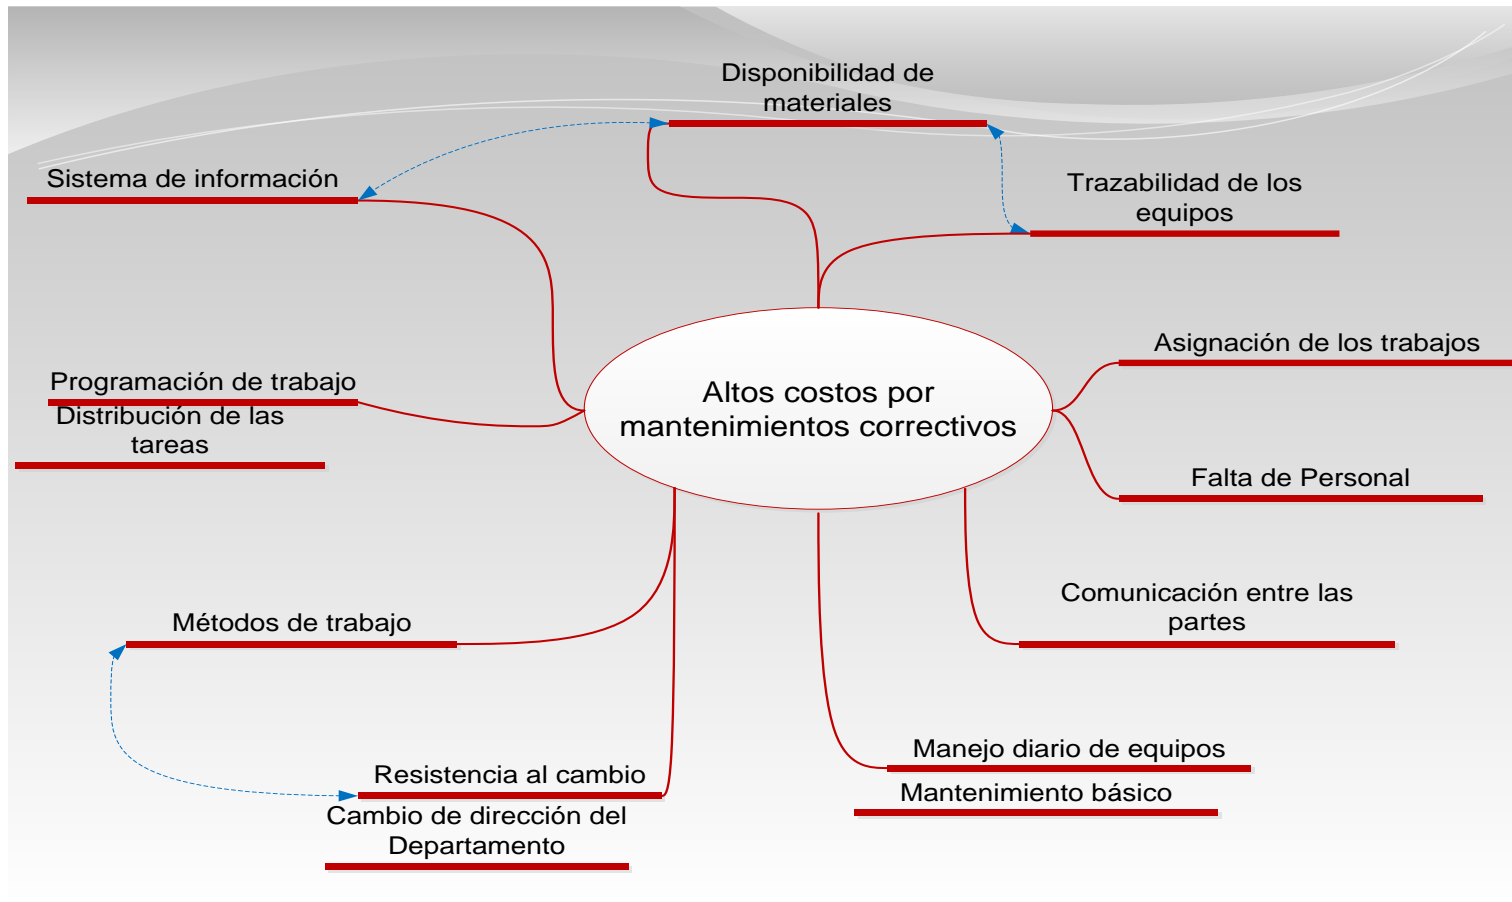 Disponibilidad de
materiales
Sistema de información
Trazabilidad de los
equipos
Asignación de los trabajos
Programación de trabajo
Distribución de las
tareas
Altos costos por
mantenimientos correctivos
Falta de Personal
Métodos de trabajo
Comunicación entre las
partes
Resistencia al cambio
Cambio de dirección del
Departamento
Manejo diario de equipos
Mantenimiento básico